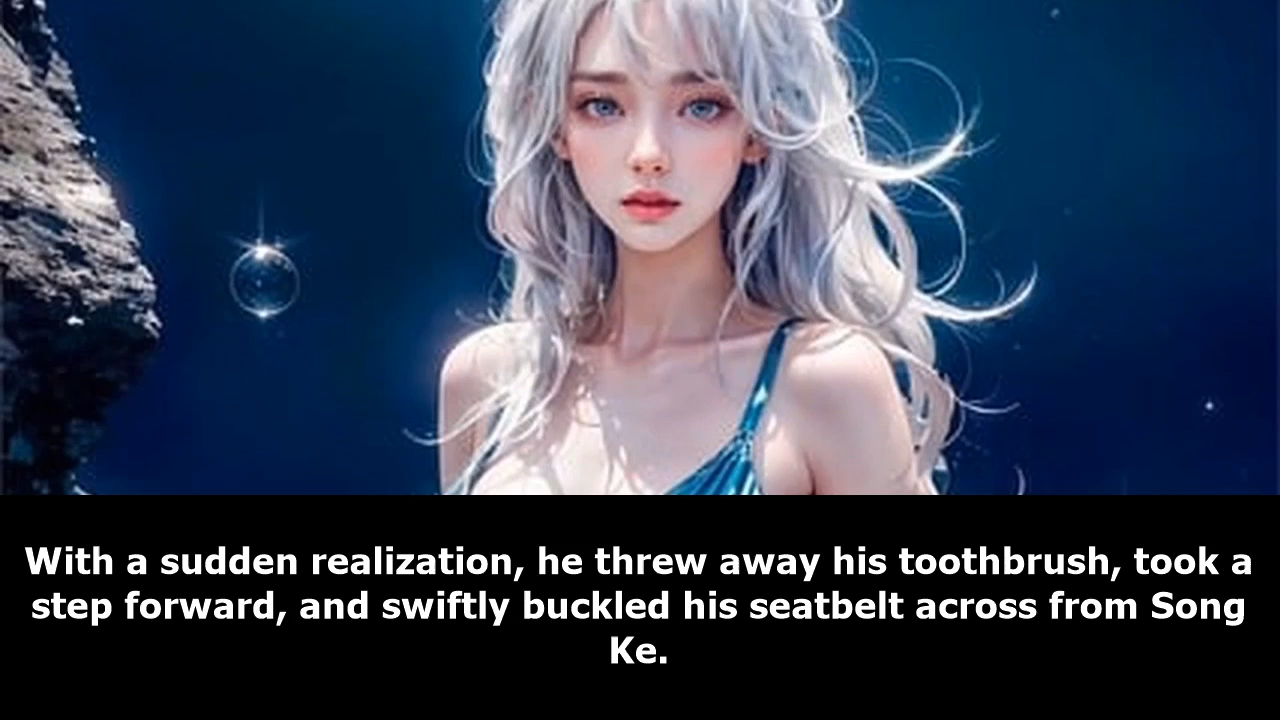 With a sudden realization, he threw away his toothbrush, took a
step forward, and swiftly buckled his seatbelt across from Song
Ke.